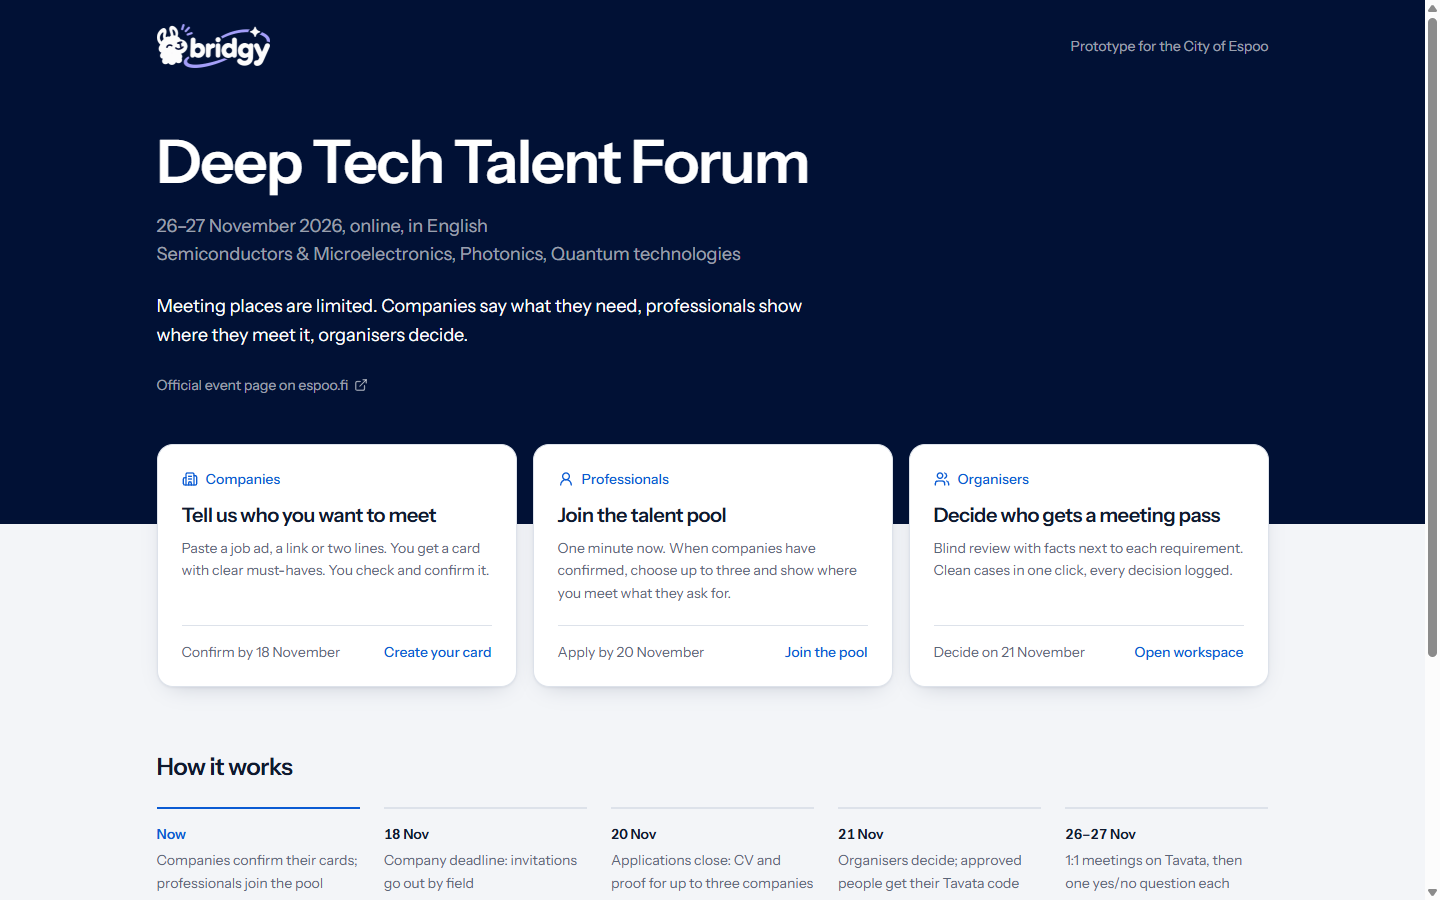 bridgy
Prototype for the City of Espoo
Deep Tech Talent Forum
26–27 November 2026, online, in English
Semiconductors & Microelectronics, Photonics, Quantum technologies
Meeting places are limited. Companies say what they need, professionals show
where they meet it, organisers decide.
Official event page on espoo.fi
Companies
Tell us who you want to meet
Paste a job ad, a link or two lines. You get a card
with clear must-haves. You check and confirm it.
Confirm by 18 November
Create your card
Professionals
Join the talent pool
One minute now. When companies have
confirmed, choose up to three and show where
you meet what they ask for.
Apply by 20 November
Join the pool
Organisers
Decide who gets a meeting pass
Blind review with facts next to each requirement.
Clean cases in one click, every decision logged.
Decide on 21 November
Open workspace
How it works
Now
Companies confirm their cards;
professionals join the pool
18 Nov
Company deadline: invitations
go out by field
20 Nov
Applications close: CV and
proof for up to three companies
21 Nov
Organisers decide; approved
people get their Tavata code
26–27 Nov
1:1 meetings on Tavata, then
one yes/no question each